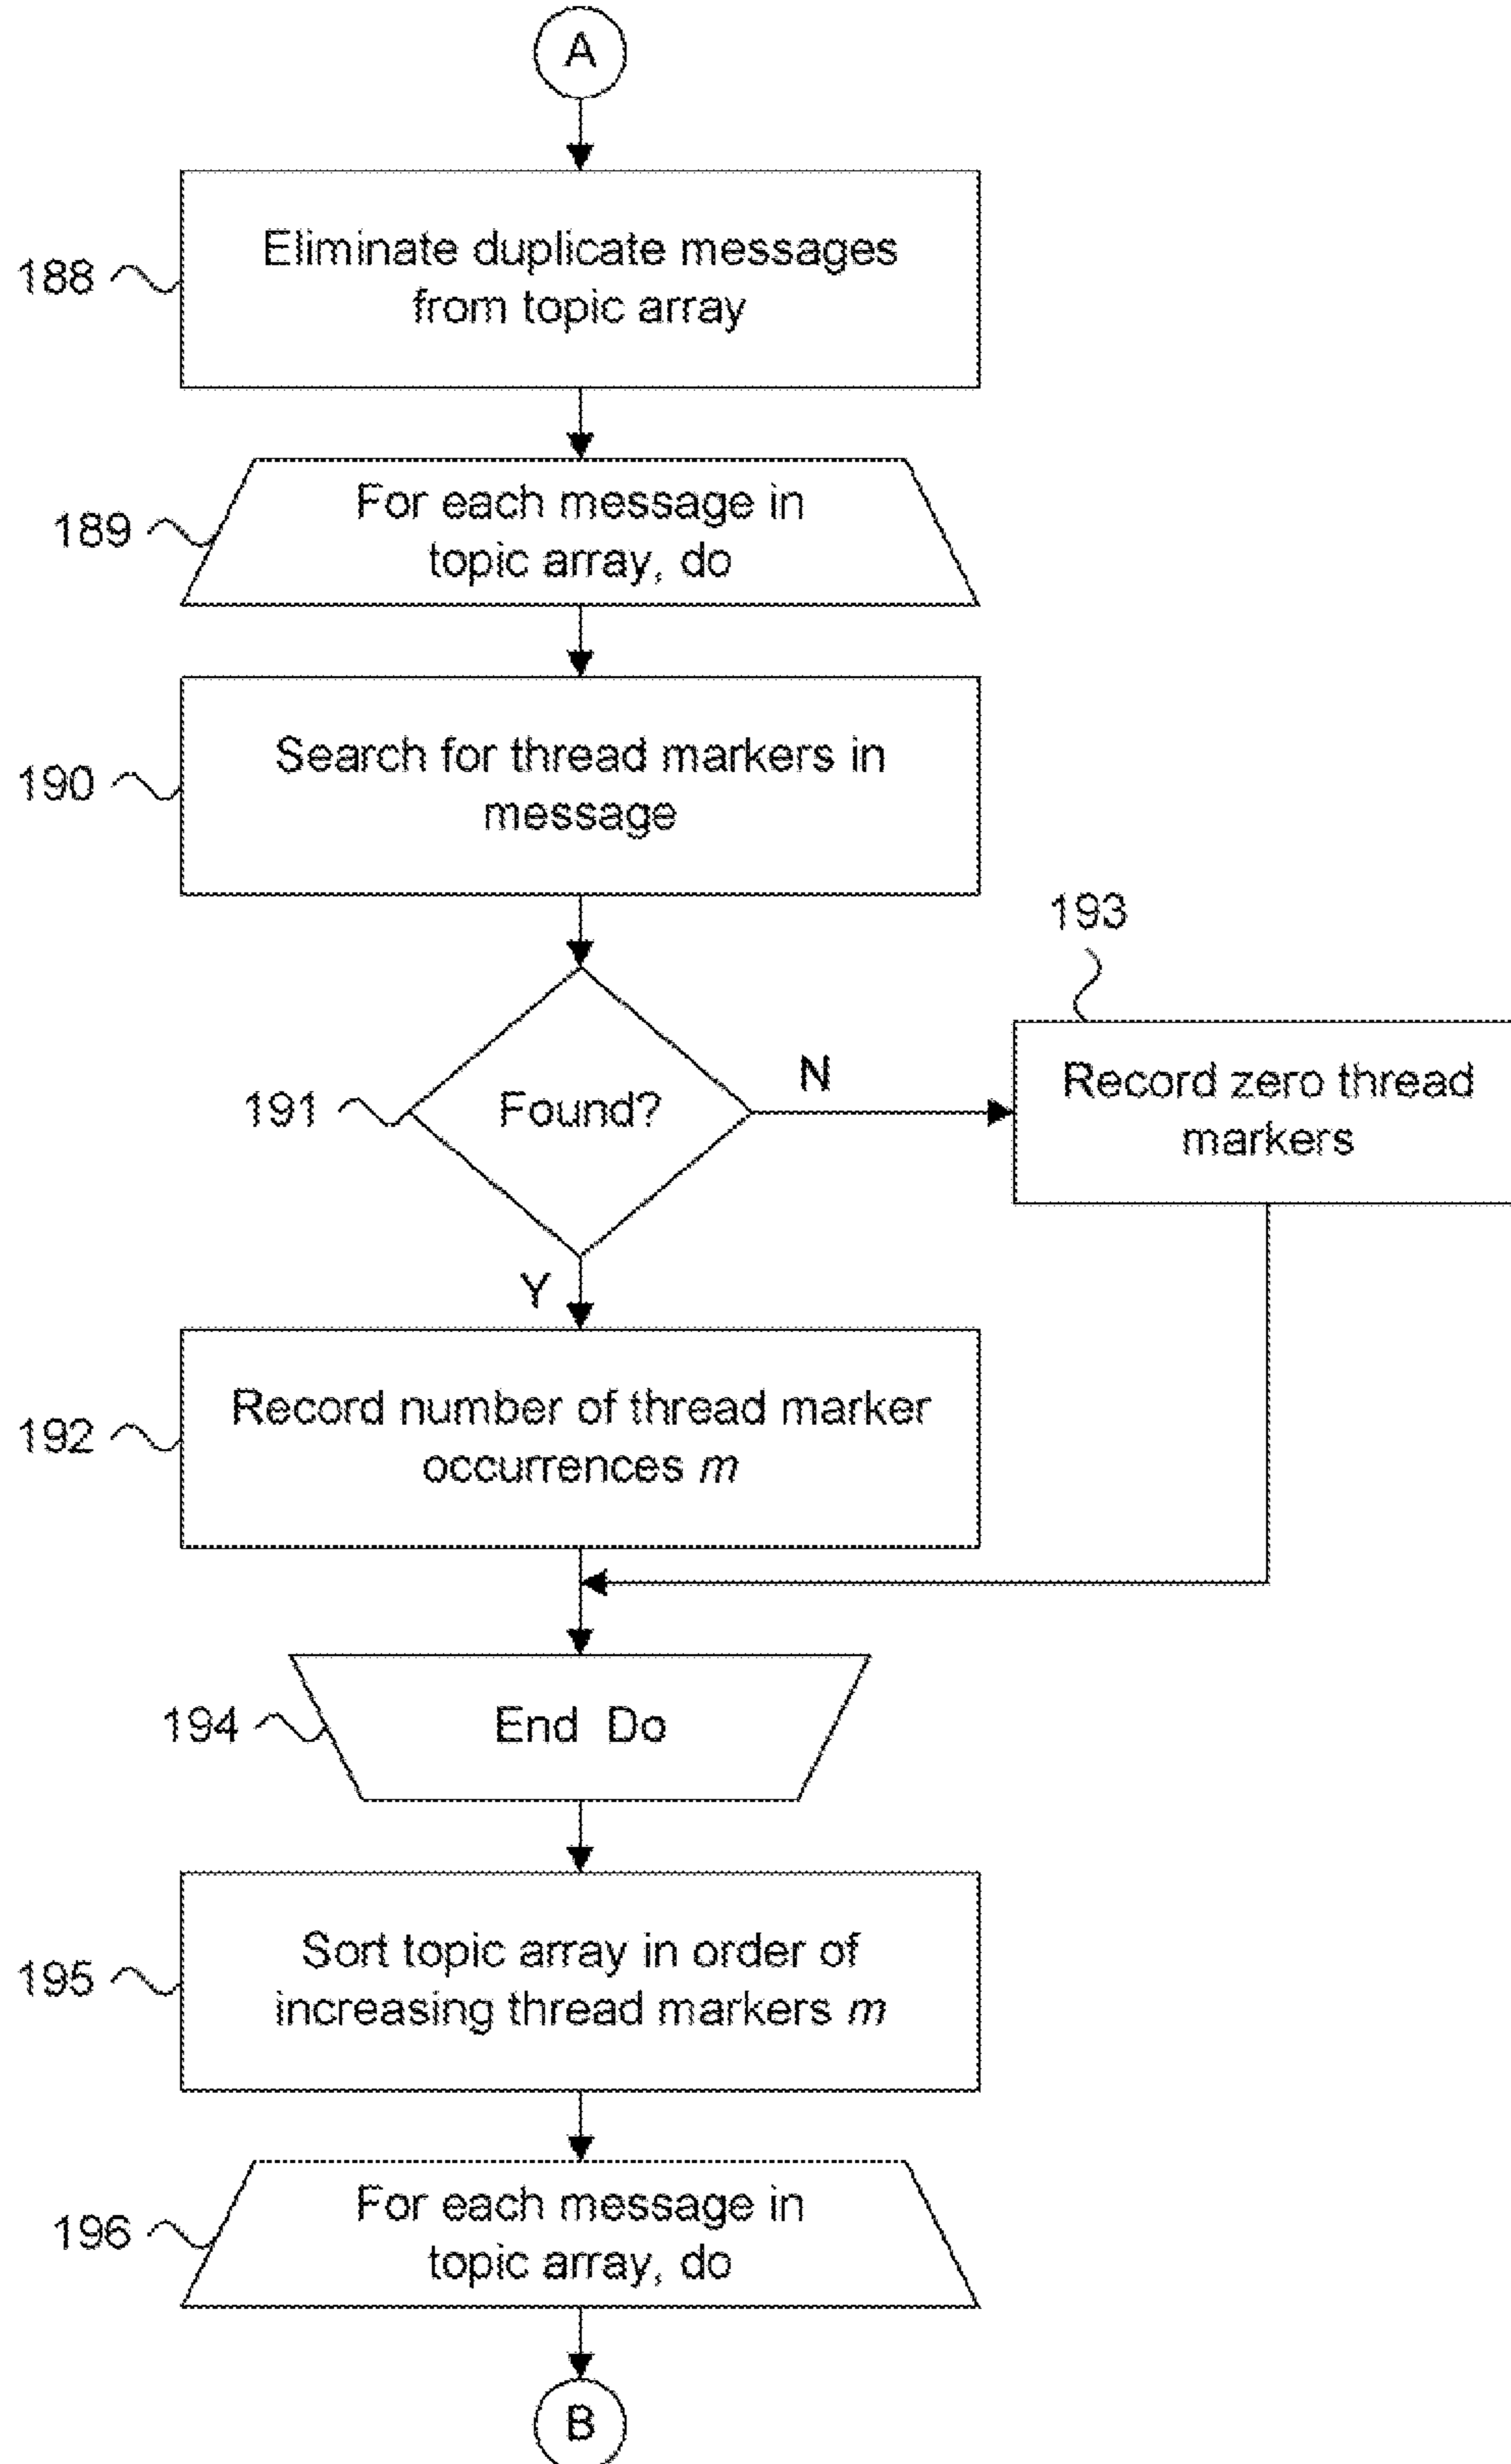 A
188
Eliminate duplicate messages
from topic array
189
For each message in
topic array, do
190
Search for thread markers in
message
193
191
Found?
N
Record zero thread
markers
Y
192
Record number of thread marker
occurrences m
194
End Do
195
Sort topic array in order of
increasing thread markers m
196
For each message in
topic array, do
B